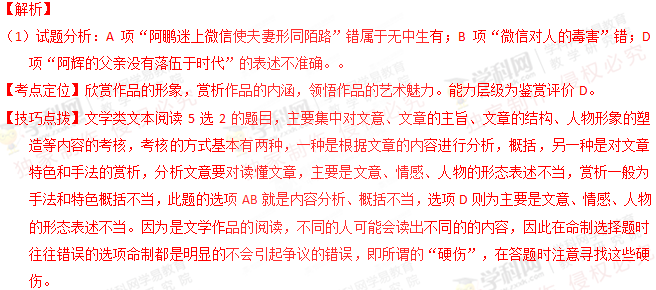 【解析】
（1）试题分析：A 项“阿鹏迷上微信使夫妻形同陌路”错属于无中生有；B 项“微信对人的毒害”错；D
项“阿辉的父亲没有落伍于时代”的表述不准确。。
【考点定位】欣赏作品的形象，赏析作品的内涵，领悟作品的艺术魅力。能力层级为鉴赏评价 D。
【技巧点拨】文学类文本阅读 5 选 2 的题目，主要集中对文意、文章的主旨、文章的结构、人物形象的塑
造等内容的考核，考核的方式基本有两种，一种是根据文章的内容进行分析，概括，另一种是对文章
特色和手法的赏析，分析文意要对读懂文章，主要是文意、情感、人物的形态表述不当，赏析一般为
手法和特色概括不当，此题的选项 AB 就是内容分析、概括不当，选项 D 则为主要是文意、情感、人物
的形态表述不当。因为是文学作品的阅读，不同的人可能会读出不同的的内容，因此在命制选择题时
往往错误的选项命制都是明显的不会引起争议的错误，即所谓的“硬伤”，在答题时注意寻找这些硬
伤。